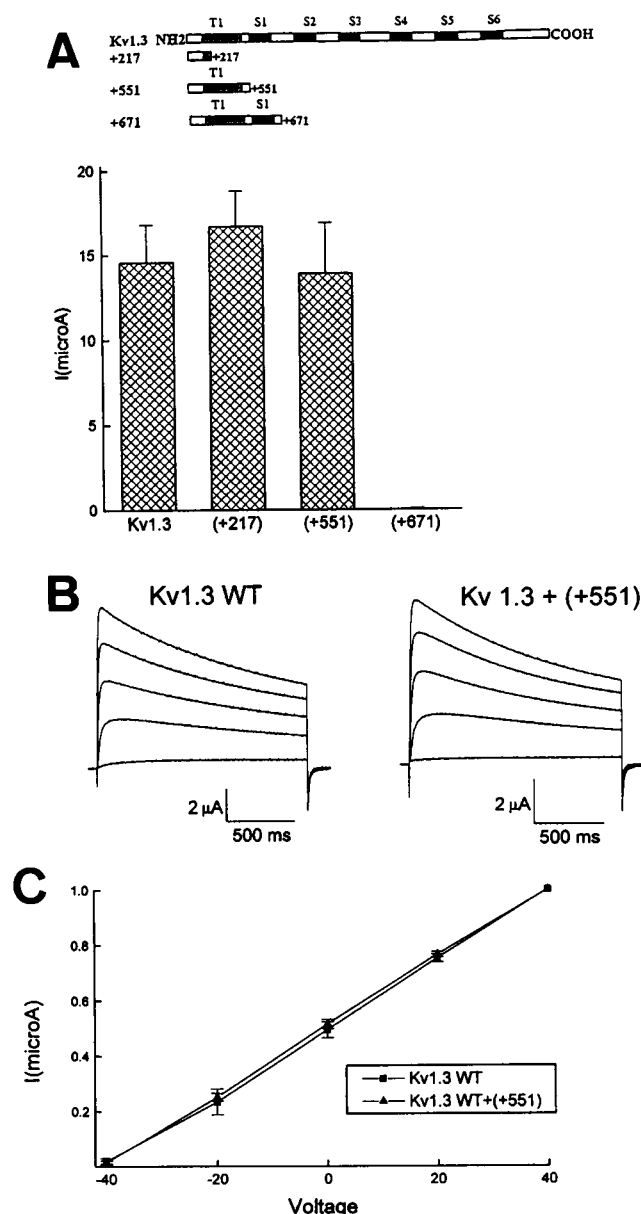 A
T1 S1 S2 S3 S4 S5 S6
Kv1.3 NH2 COOH
+217 +217
T1
+551 +551
T1 S1
+671 +671
20
15
10
5
0
I(microA)
Kv1.3 (+217) (+551) (+671)
B
Kv1.3 WT
Kv 1.3 + (+551)
2 µA
500 ms
2 µA
500 ms
C
1.0
0.8
0.6
0.4
0.2
I(microA)
Kv1.3 WT
Kv1.3 WT+(+551)
-40 -20 0 20 40
Voltage